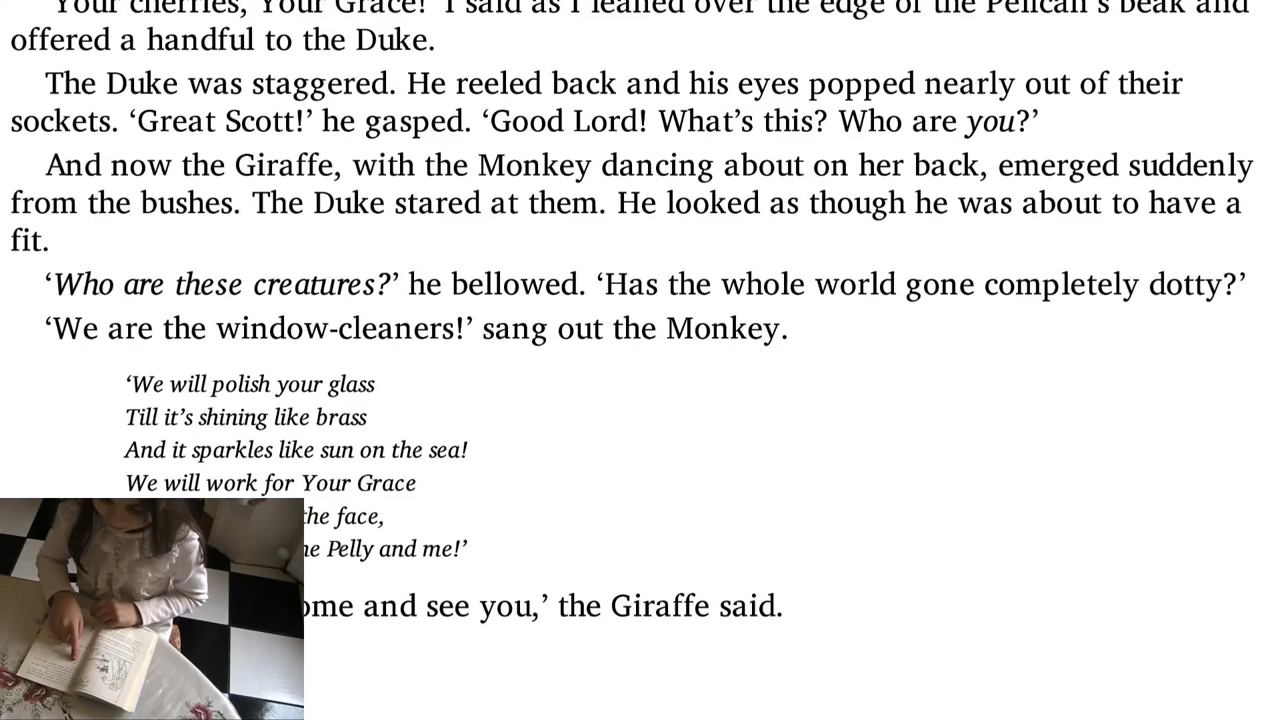 ‘Your cherries, Your Grace!’ I said as I leaned over the edge of the Pelican’s beak and
offered a handful to the Duke.
The Duke was staggered. He reeled back and his eyes popped nearly out of their
sockets. ‘Great Scott!’ he gasped. ‘Good Lord! What’s this? Who are you?’
And now the Giraffe, with the Monkey dancing about on her back, emerged suddenly
from the bushes. The Duke stared at them. He looked as though he was about to have a
fit.
‘Who are these creatures?’ he bellowed. ‘Has the whole world gone completely dotty?’
‘We are the window-cleaners!’ sang out the Monkey.
‘We will polish your glass
Till it’s shining like brass
And it sparkles like sun on the sea!
We will work for Your Grace
the face,
Pelly and me!’
and see you,’ the Giraffe said.